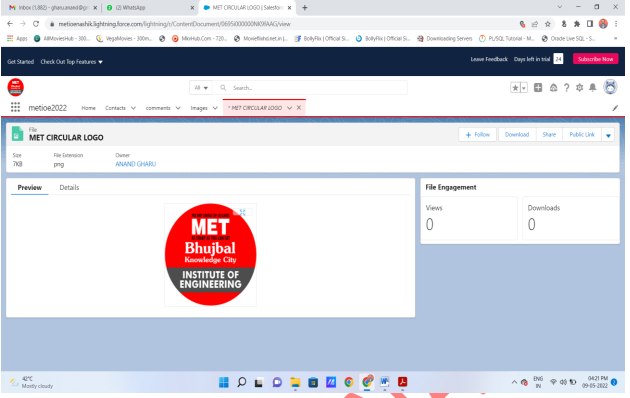 Inbox (1,882) - gharu.anand@gm
(2) WhatsApp
MET CIRCULAR LOGO | Salesforce
metioenashik.lightning.force.com/lightning/r/ContentDocument/
/view
Apps
AllMoviesHub - 300...
VegaMovies - 300m...
MkvHub.Com - 720...
Moviefixhd.net.in |...
BollyFlix | Official Si...
BollyFlix | Official Si...
Downloading Servers
PL/SQL Tutorial - M...
Oracle Live SQL - S...
Get Started Check Out Top Features
Leave Feedback Days left in trial 24 Subscribe Now
All Search...
metioe2022 Home Contacts comments Images * MET CIRCULAR LOGO
File
MET CIRCULAR LOGO
+ Follow Download Share Public Link
Size File Extension Owner
7KB png ANAND GHARU
Preview Details
MET
Bhujbal
Knowledge City
INSTITUTE OF
ENGINEERING
File Engagement
Views Downloads
0 0
42°C
Mostly cloudy
ENG
IN
04:21 PM
09-05-2022